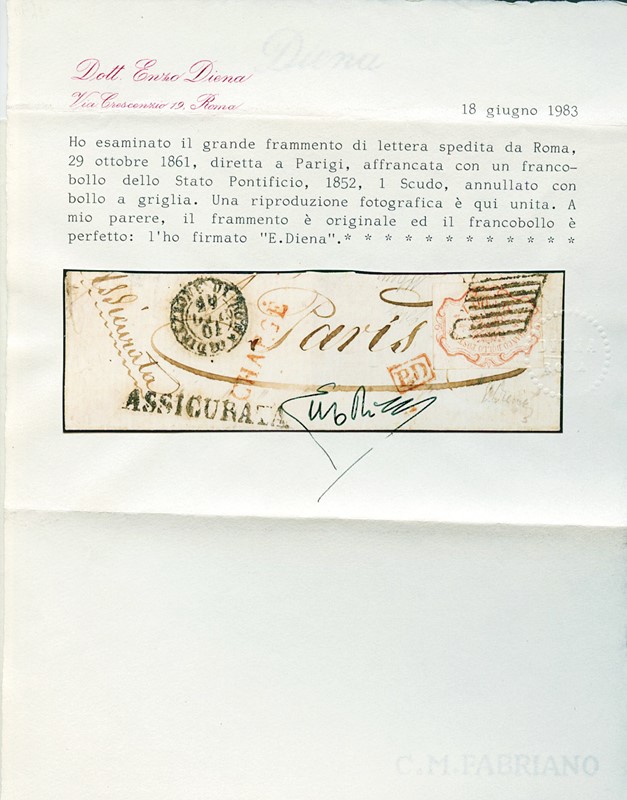 Diena
Dott. Enzo Diena
Via Crescenzio 19, Roma
18 giugno 1983
Ho esaminato il grande frammento di lettera spedita da Roma,
29 ottobre 1861, diretta a Parigi, affrancata con un franco-
bollo dello Stato Pontificio, 1852, 1 Scudo, annullato con
bollo a griglia. Una riproduzione fotografica è qui unita. A
mio parere, il frammento è originale ed il francobollo è
perfetto: l'ho firmato "E.Diena".* * * * * * * * * * * *
Assicurata
Paris
P.D.
ASSICURATA
C.M.FABRIANO